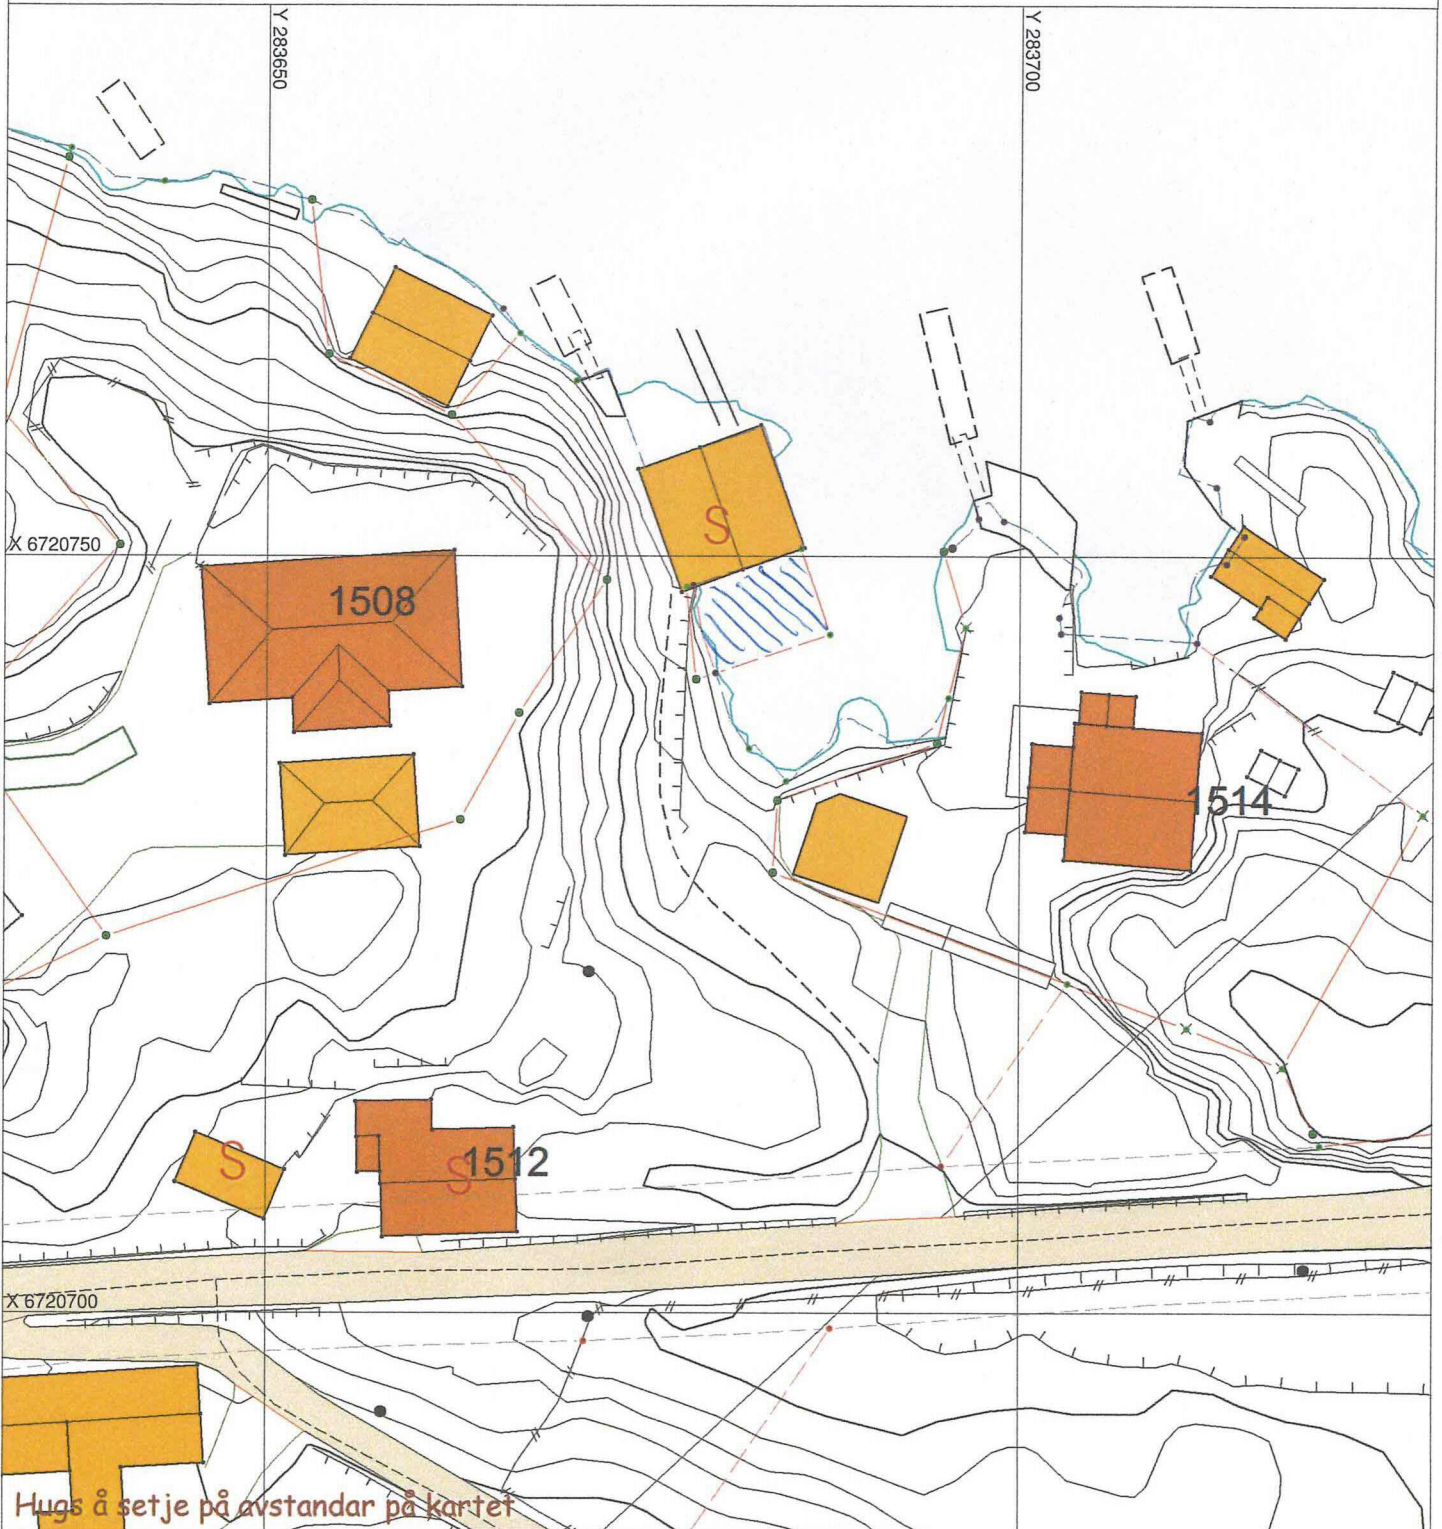 Y 283650
Y 283700
X 6720750
S
1508
1514
S
S
1512
X 6720700
Hugs å setje på avstandar på kartet